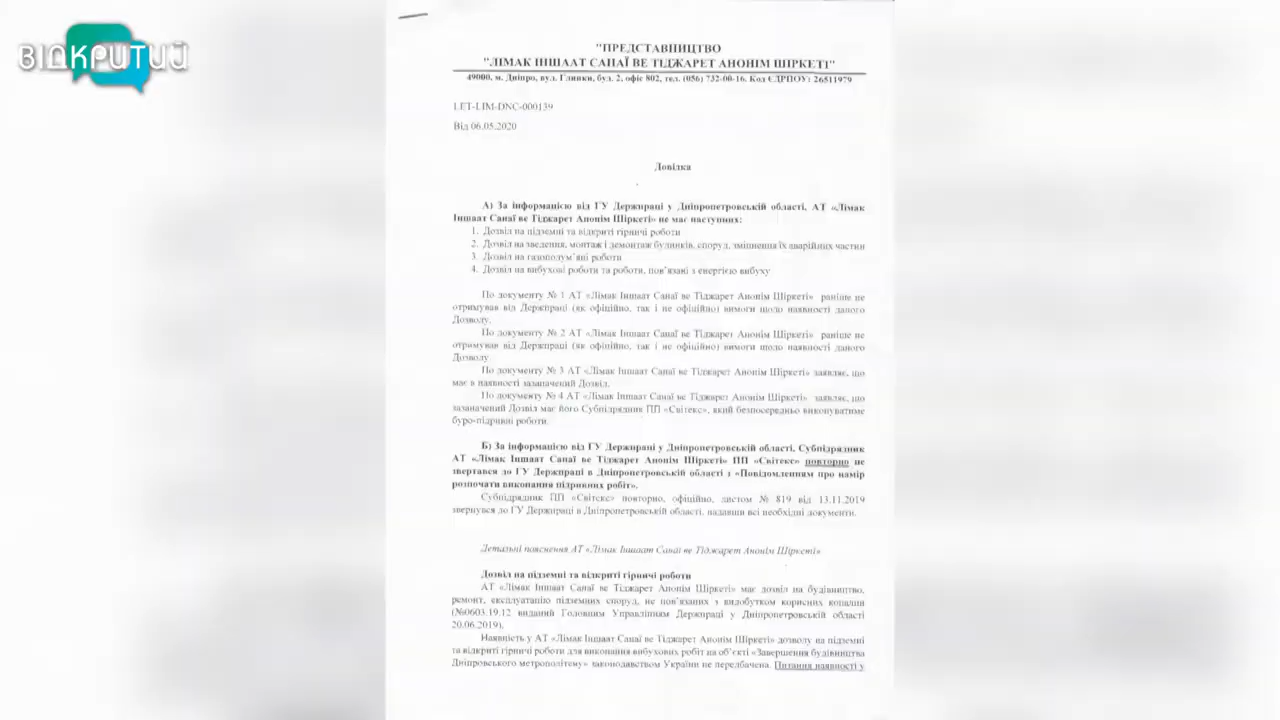 ВІДКРИТИЙ
"ПРЕДСТАВНИЦТВО
"ЛІМАК ІНШААТ САНАЇ ВЕ ТІДЖАРЕТ АНОНІМ ШІРКЕТІ"
49000, м. Дніпро, вул. Глинки, буд. 2, офіс 802, тел. (056) 732-00-16. Код ЄДРПОУ: 26511979
LET-LIM-DNC-000139
Від 06.05.2020
Довідка
А) За інформацією від ГУ Держпраці у Дніпропетровській області, АТ «Лімак
Іншаат Санаї ве Тіджарет Анонім Ширкеті» не має наступних:
1. Дозвіл на підземні та відкриті гірничі роботи
2. Дозвіл на зведення, монтаж і демонтаж будинків, споруд, зміцнення їх аварійних частин
3. Дозвіл на газополум'яні роботи
4. Дозвіл на вибухові роботи та роботи, пов'язані з енергією вибуху
По документу № 1 АТ «Лімак Іншаат Санаї ве Тіджарет Анонім Шіркеті» раніше не
отримував від Держпраці (як офіційно, так і не офіційно) вимоги щодо наявності даного
Дозволу.
По документу № 2 АТ «Лімак Іншаат Санаї ве Тіджарет Анонім Шіркеті» раніше не
отримував від Держпраці (як офіційно, так і не офіційно) вимоги щодо наявності даного
Дозволу.
По документу № 3 АТ «Лімак Іншаат Санаї ве Тіджарет Анонім Шіркеті» заявляє, що
має в наявності зазначений Дозвіл.
По документу № 4 АТ «Лімак Іншаат Санаї ве Тіджарет Анонім Шіркеті» заявляє, що
зазначений Дозвіл має його Субпідрядник ПП «Світекс», який безпосередньо виконуватиме
буро-підривні роботи.
Б) За інформацією від ГУ Держпраці у Дніпропетровській області, Субпідрядник
АТ «Лімак Іншаат Санаї ве Тіджарет Анонім Шіркеті» ПП «Світекс» повторно не
звертався до ГУ Держпраці в Дніпропетровській області з «Повідомленням про намір
розпочати виконання підривних робіт».
Субпідрядник ПП «Світекс» повторно, офіційно, листом № 819 від 13.11.2019
звернувся до ГУ Держпраці в Дніпропетровській області, надавши всі необхідні документи.
Детальні пояснення АТ «Лімак Іншаат Санаї ве Тіджарет Анонім Шіркеті»
Дозвіл на підземні та відкриті гірничі роботи
АТ «Лімак Іншаат Санаї ве Тіджарет Анонім Шіркеті» має дозвіл на будівництво,
ремонт, експлуатацію підземних споруд, не пов'язаних з видобутком корисних копалин
(№0603.19.12 виданий Головним Управлінням Держпраці у Дніпропетровській області
20.06.2019).
Наявність у АТ «Лімак Іншаат Санаї ве Тіджарет Анонім Шіркеті» дозволу на підземні
та відкриті гірничі роботи для виконання вибухових робіт на об'єкті «Завершення будівництва
Дніпровського метрополітену» законодавством України не передбачена. Питання наявності у